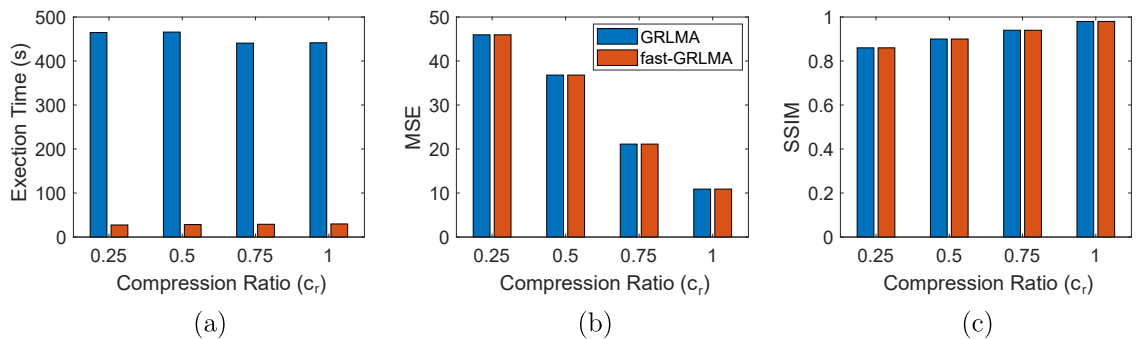 500
400
300
200
100
0
Exection Time (s)
0.25 0.5 0.75 1
Compression Ratio (cr)
(a)
50
40
30
20
10
0
MSE
GRLMA
fast-GRLMA
0.25 0.5 0.75 1
Compression Ratio (cr)
(b)
1
0.8
0.6
0.4
0.2
0
SSIM
0.25 0.5 0.75 1
Compression Ratio (cr)
(c)